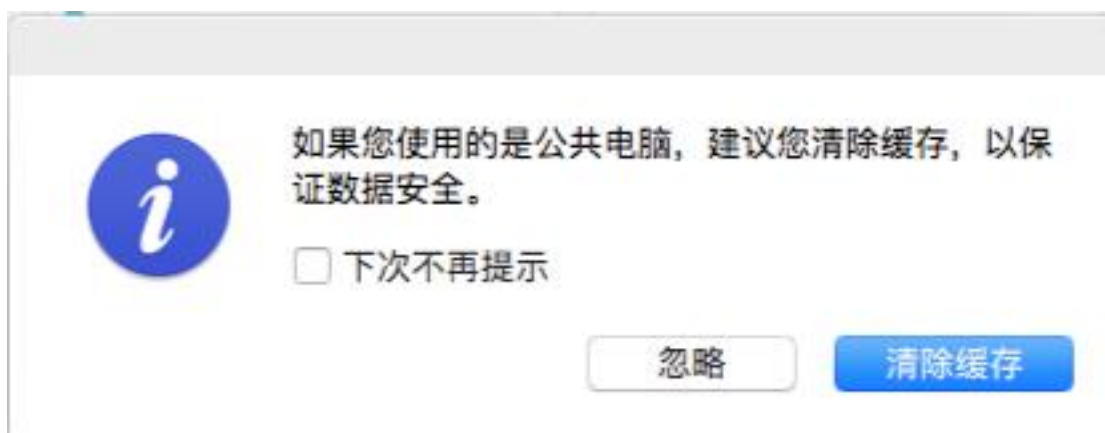 如果您使用的是公共电脑，建议您清除缓存，以保
证数据安全。
下次不再提示
忽略
清除缓存